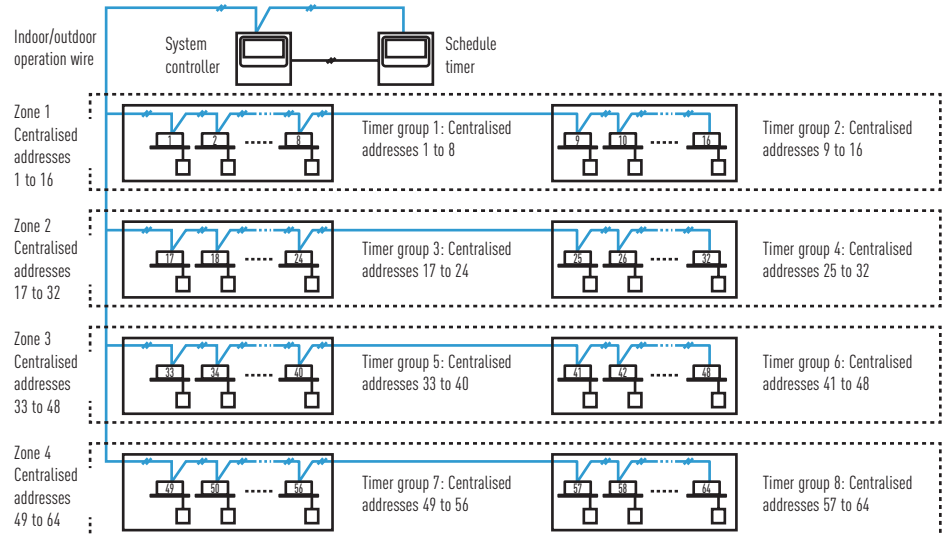 Indoor/outdoor
operation wire
System
controller
Schedule
timer
Zone 1
Centralised
addresses
1 to 16
1
2
8
Timer group 1: Centralised
addresses 1 to 8
9
10
16
Timer group 2: Centralised
addresses 9 to 16
Zone 2
Centralised
addresses
17 to 32
17
18
24
Timer group 3: Centralised
addresses 17 to 24
25
26
32
Timer group 4: Centralised
addresses 25 to 32
Zone 3
Centralised
addresses
33 to 48
33
34
40
Timer group 5: Centralised
addresses 33 to 40
41
42
48
Timer group 6: Centralised
addresses 41 to 48
Zone 4
Centralised
addresses
49 to 64
49
50
56
Timer group 7: Centralised
addresses 49 to 56
57
58
64
Timer group 8: Centralised
addresses 57 to 64